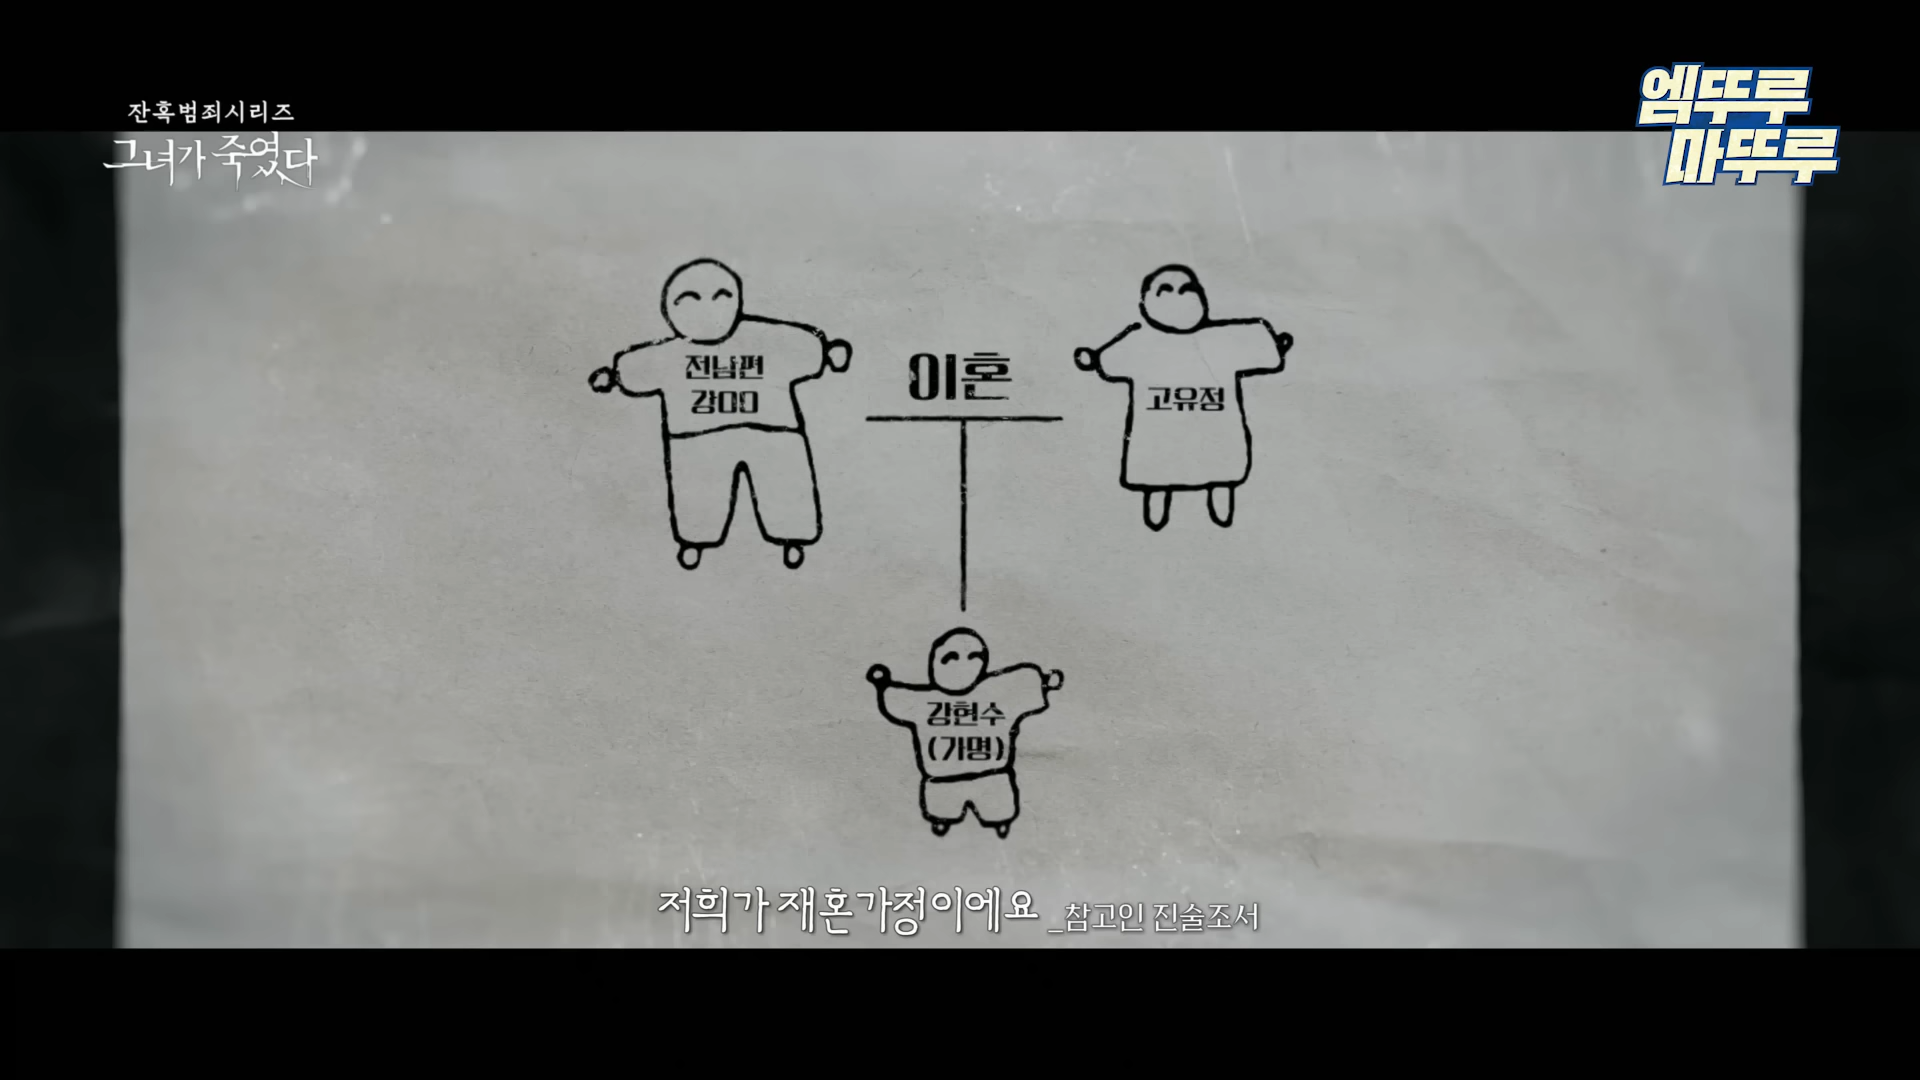 잔혹범죄시리즈
그녀가 죽였다
엠뚜루
마뚜루
전남편
강□□
이혼
고유정
강현수
(가명)
저희가 재혼가정이에요 _참고인 진술조서